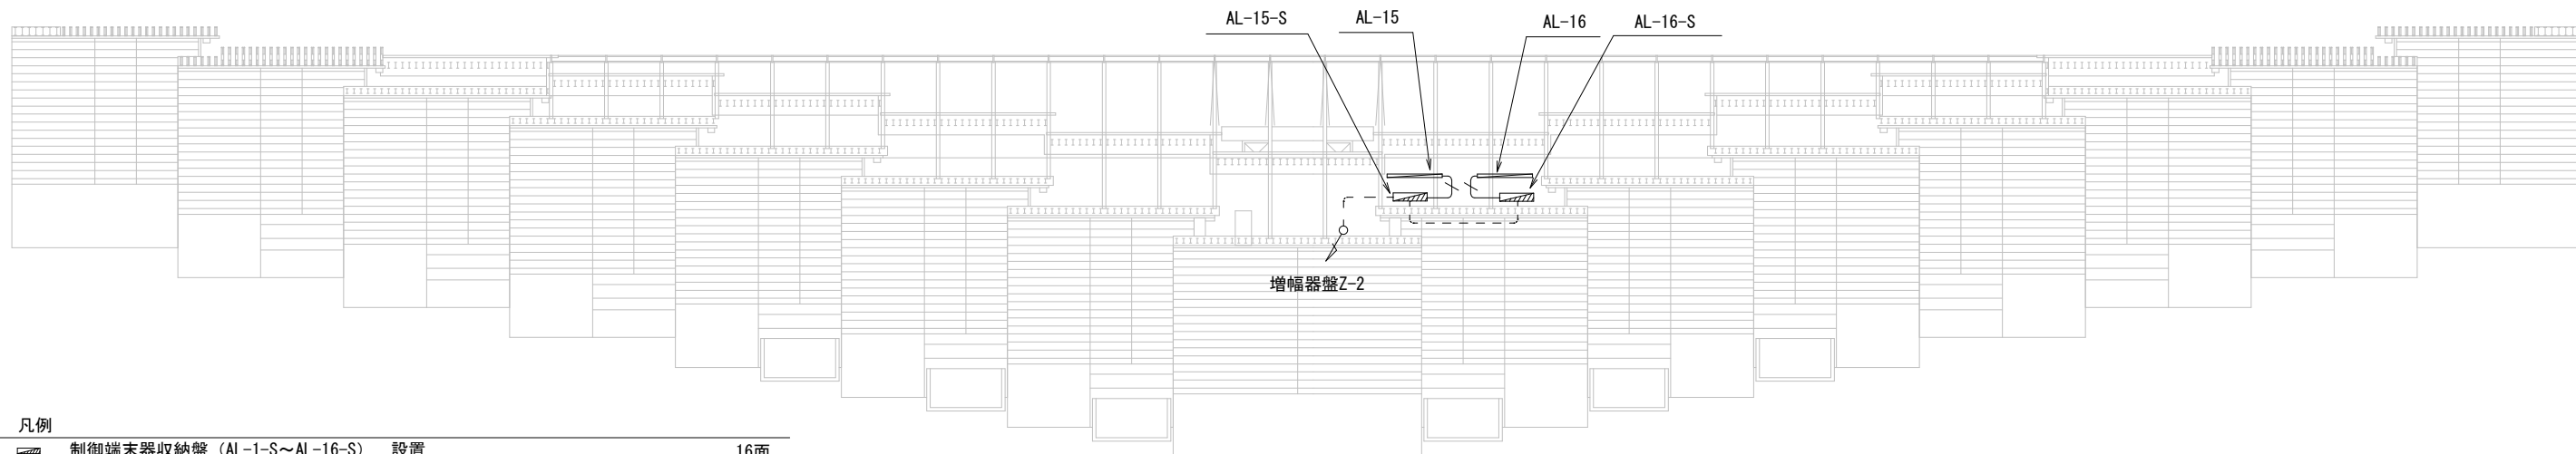 AL-15-S
AL-15
AL-16
AL-16-S
増幅器盤Z-2
凡例
制御端末器収納盤（AL-1-S～AL-16-S） 設置 16面